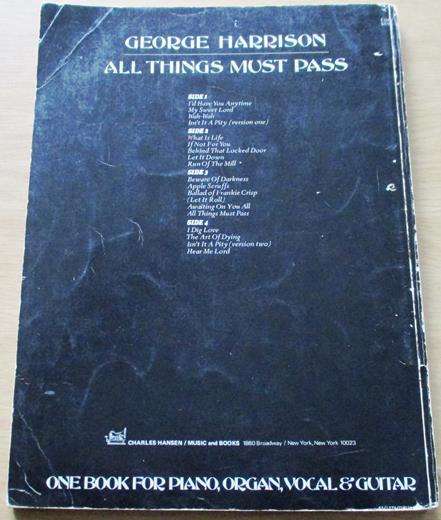 GEORGE HARRISON
ALL THINGS MUST PASS
SIDE 1
I'd Have You Anytime
My Sweet Lord
Wah-Wah
Isn't It A Pity (version one)
SIDE 2
What Is Life
If Not For You
Behind That Locked Door
Let It Down
Run Of The Mill
SIDE 3
Beware Of Darkness
Apple Scruffs
Ballad of Frankie Crisp
(Let It Roll)
Awaiting On You All
All Things Must Pass
SIDE 4
I Dig Love
The Art Of Dying
Isn't It A Pity (version two)
Hear Me Lord
CHARLES HANSEN / MUSIC and BOOKS 1860 Broadway / New York, New York 10023
ONE BOOK FOR PIANO, ORGAN, VOCAL & GUITAR